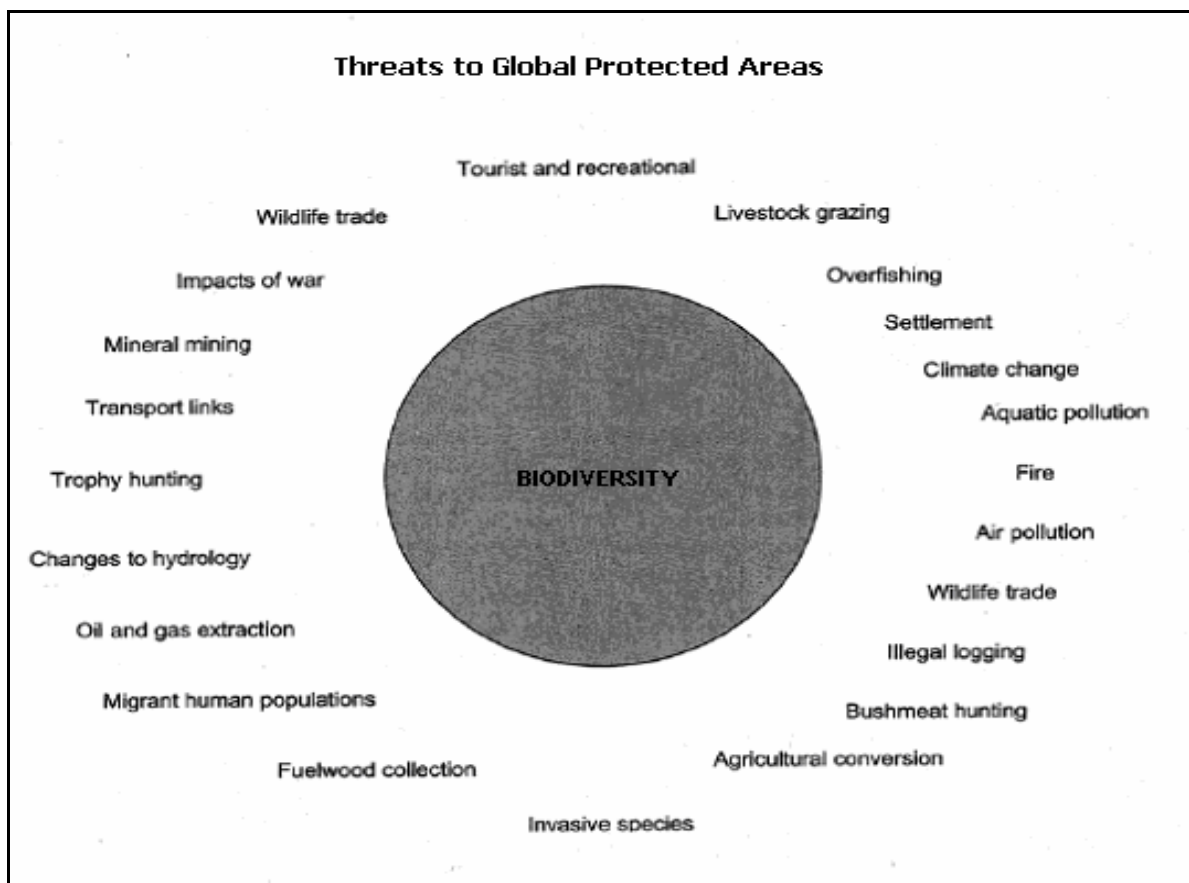 Threats to Global Protected Areas
Tourist and recreational
Wildlife trade
Livestock grazing
Impacts of war
Overfishing
Settlement
Mineral mining
Climate change
Transport links
Aquatic pollution
BIODIVERSITY
Trophy hunting
Fire
Air pollution
Changes to hydrology
Wildlife trade
Oil and gas extraction
Illegal logging
Migrant human populations
Bushmeat hunting
Agricultural conversion
Fuelwood collection
Invasive species